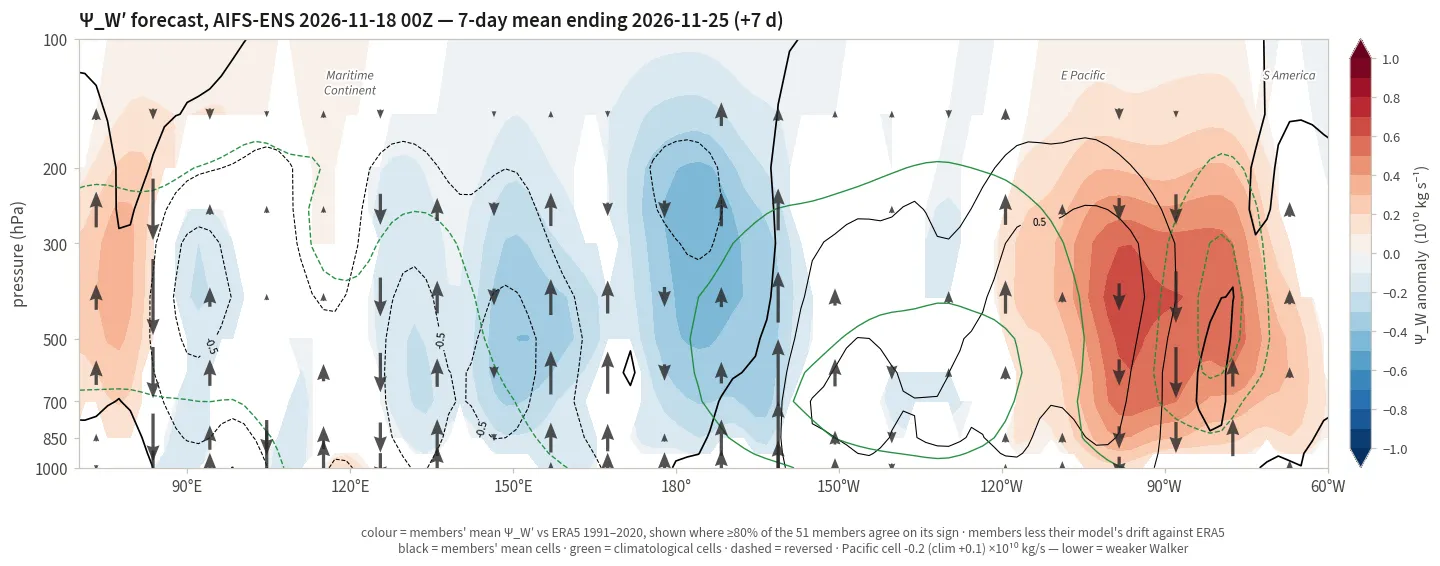 Ψ_W′ forecast, AIFS-ENS 2026-11-18 00Z — 7-day mean ending 2026-11-25 (+7 d)
100
200
300
400
500
700
850
1000
pressure (hPa)
Maritime
Continent
E Pacific
S America
0.5
-0.5
-0.5
-0.5
90°E
120°E
150°E
180°
150°W
120°W
90°W
60°W
1.0
0.8
0.6
0.4
0.2
0.0
−0.2
−0.4
−0.6
−0.8
−1.0
Ψ_W anomaly (10¹⁰ kg s⁻¹)
colour = members' mean Ψ_W′ vs ERA5 1991–2020, shown where ≥80% of the 51 members agree on its sign · members less their model's drift against ERA5
black = members' mean cells · green = climatological cells · dashed = reversed · Pacific cell -0.2 (clim +0.1) ×10¹⁰ kg/s — lower = weaker Walker